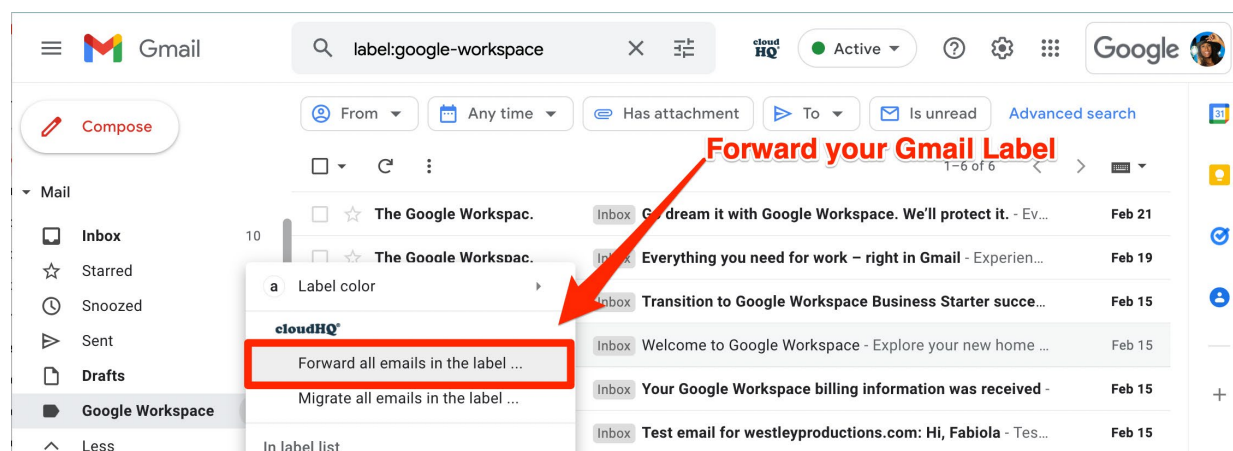 Gmail
label:google-workspace
cloudHQ
Active
Google
Compose
From
Any time
Has attachment
To
Is unread
Advanced search
31
Forward your Gmail Label
1–6 of 6
Mail
Inbox 10
Starred
Snoozed
Sent
Drafts
Google Workspace
Less
The Google Workspac. Inbox Go dream it with Google Workspace. We'll protect it. - Ev... Feb 21
The Google Workspac. Inbox Everything you need for work – right in Gmail - Experien... Feb 19
Inbox Transition to Google Workspace Business Starter succe... Feb 15
Inbox Welcome to Google Workspace - Explore your new home ... Feb 15
Inbox Your Google Workspace billing information was received - Feb 15
Inbox Test email for westleyproductions.com: Hi, Fabiola - Tes... Feb 15
a Label color
cloudHQ
Forward all emails in the label ...
Migrate all emails in the label ...
In label list